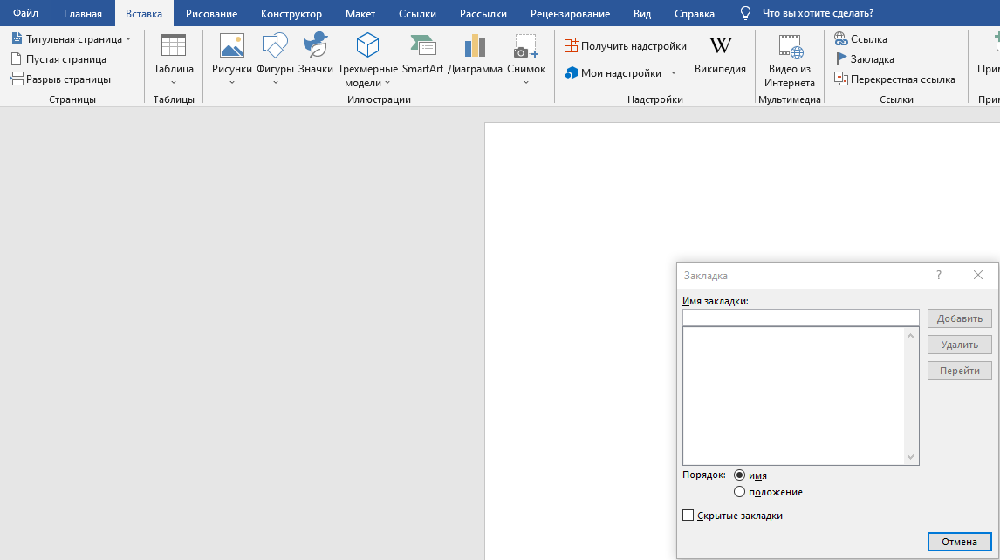 Файл Главная Вставка Рисование Конструктор Макет Ссылки Рассылки Рецензирование Вид Справка Что вы хотите сделать?
Титульная страница
Пустая страница
Разрыв страницы
Страницы
Таблица
Таблицы
Рисунки Фигуры Значки Трехмерные модели SmartArt Диаграмма Снимок
Иллюстрации
Получить надстройки
Мои надстройки
W
Википедия
Надстройки
Видео из
Интернета
Мультимедиа
Ссылка
Закладка
Перекрестная ссылка
Ссылки
Закладка ?
Имя закладки:
Добавить
Удалить
Перейти
Порядок: имя
положение
Скрытые закладки
Отмена